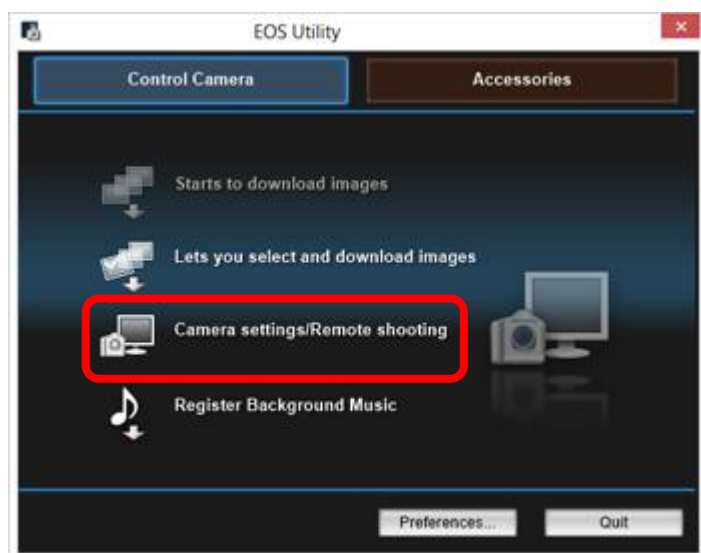 EOS Utility
Control Camera
Accessories
Starts to download images
Lets you select and download images
Camera settings/Remote shooting
Register Background Music
Preferences...
Quit